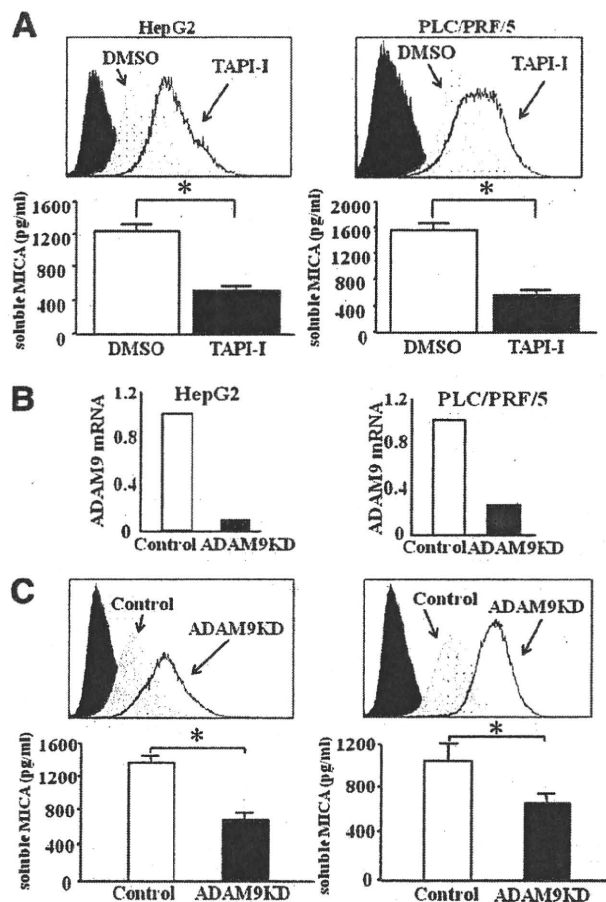 A
HepG2
PLC/PRF/5
DMSO
TAPI-I
DMSO
TAPI-I
*
*
soluble MICA (pg/ml)
1600
1200
800
400
0
DMSO
TAPI-I
soluble MICA (pg/ml)
2000
1600
1200
800
400
0
DMSO
TAPI-I
B
HepG2
PLC/PRF/5
ADAM9 mRNA
1.2
0.8
0.4
0
Control
ADAM9KD
ADAM9 mRNA
1.2
0.8
0.4
0
Control
ADAM9KD
C
Control
ADAM9KD
Control
ADAM9KD
*
*
soluble MICA (pg/ml)
1600
1200
800
400
0
Control
ADAM9KD
soluble MICA (pg/ml)
1200
800
400
0
Control
ADAM9KD